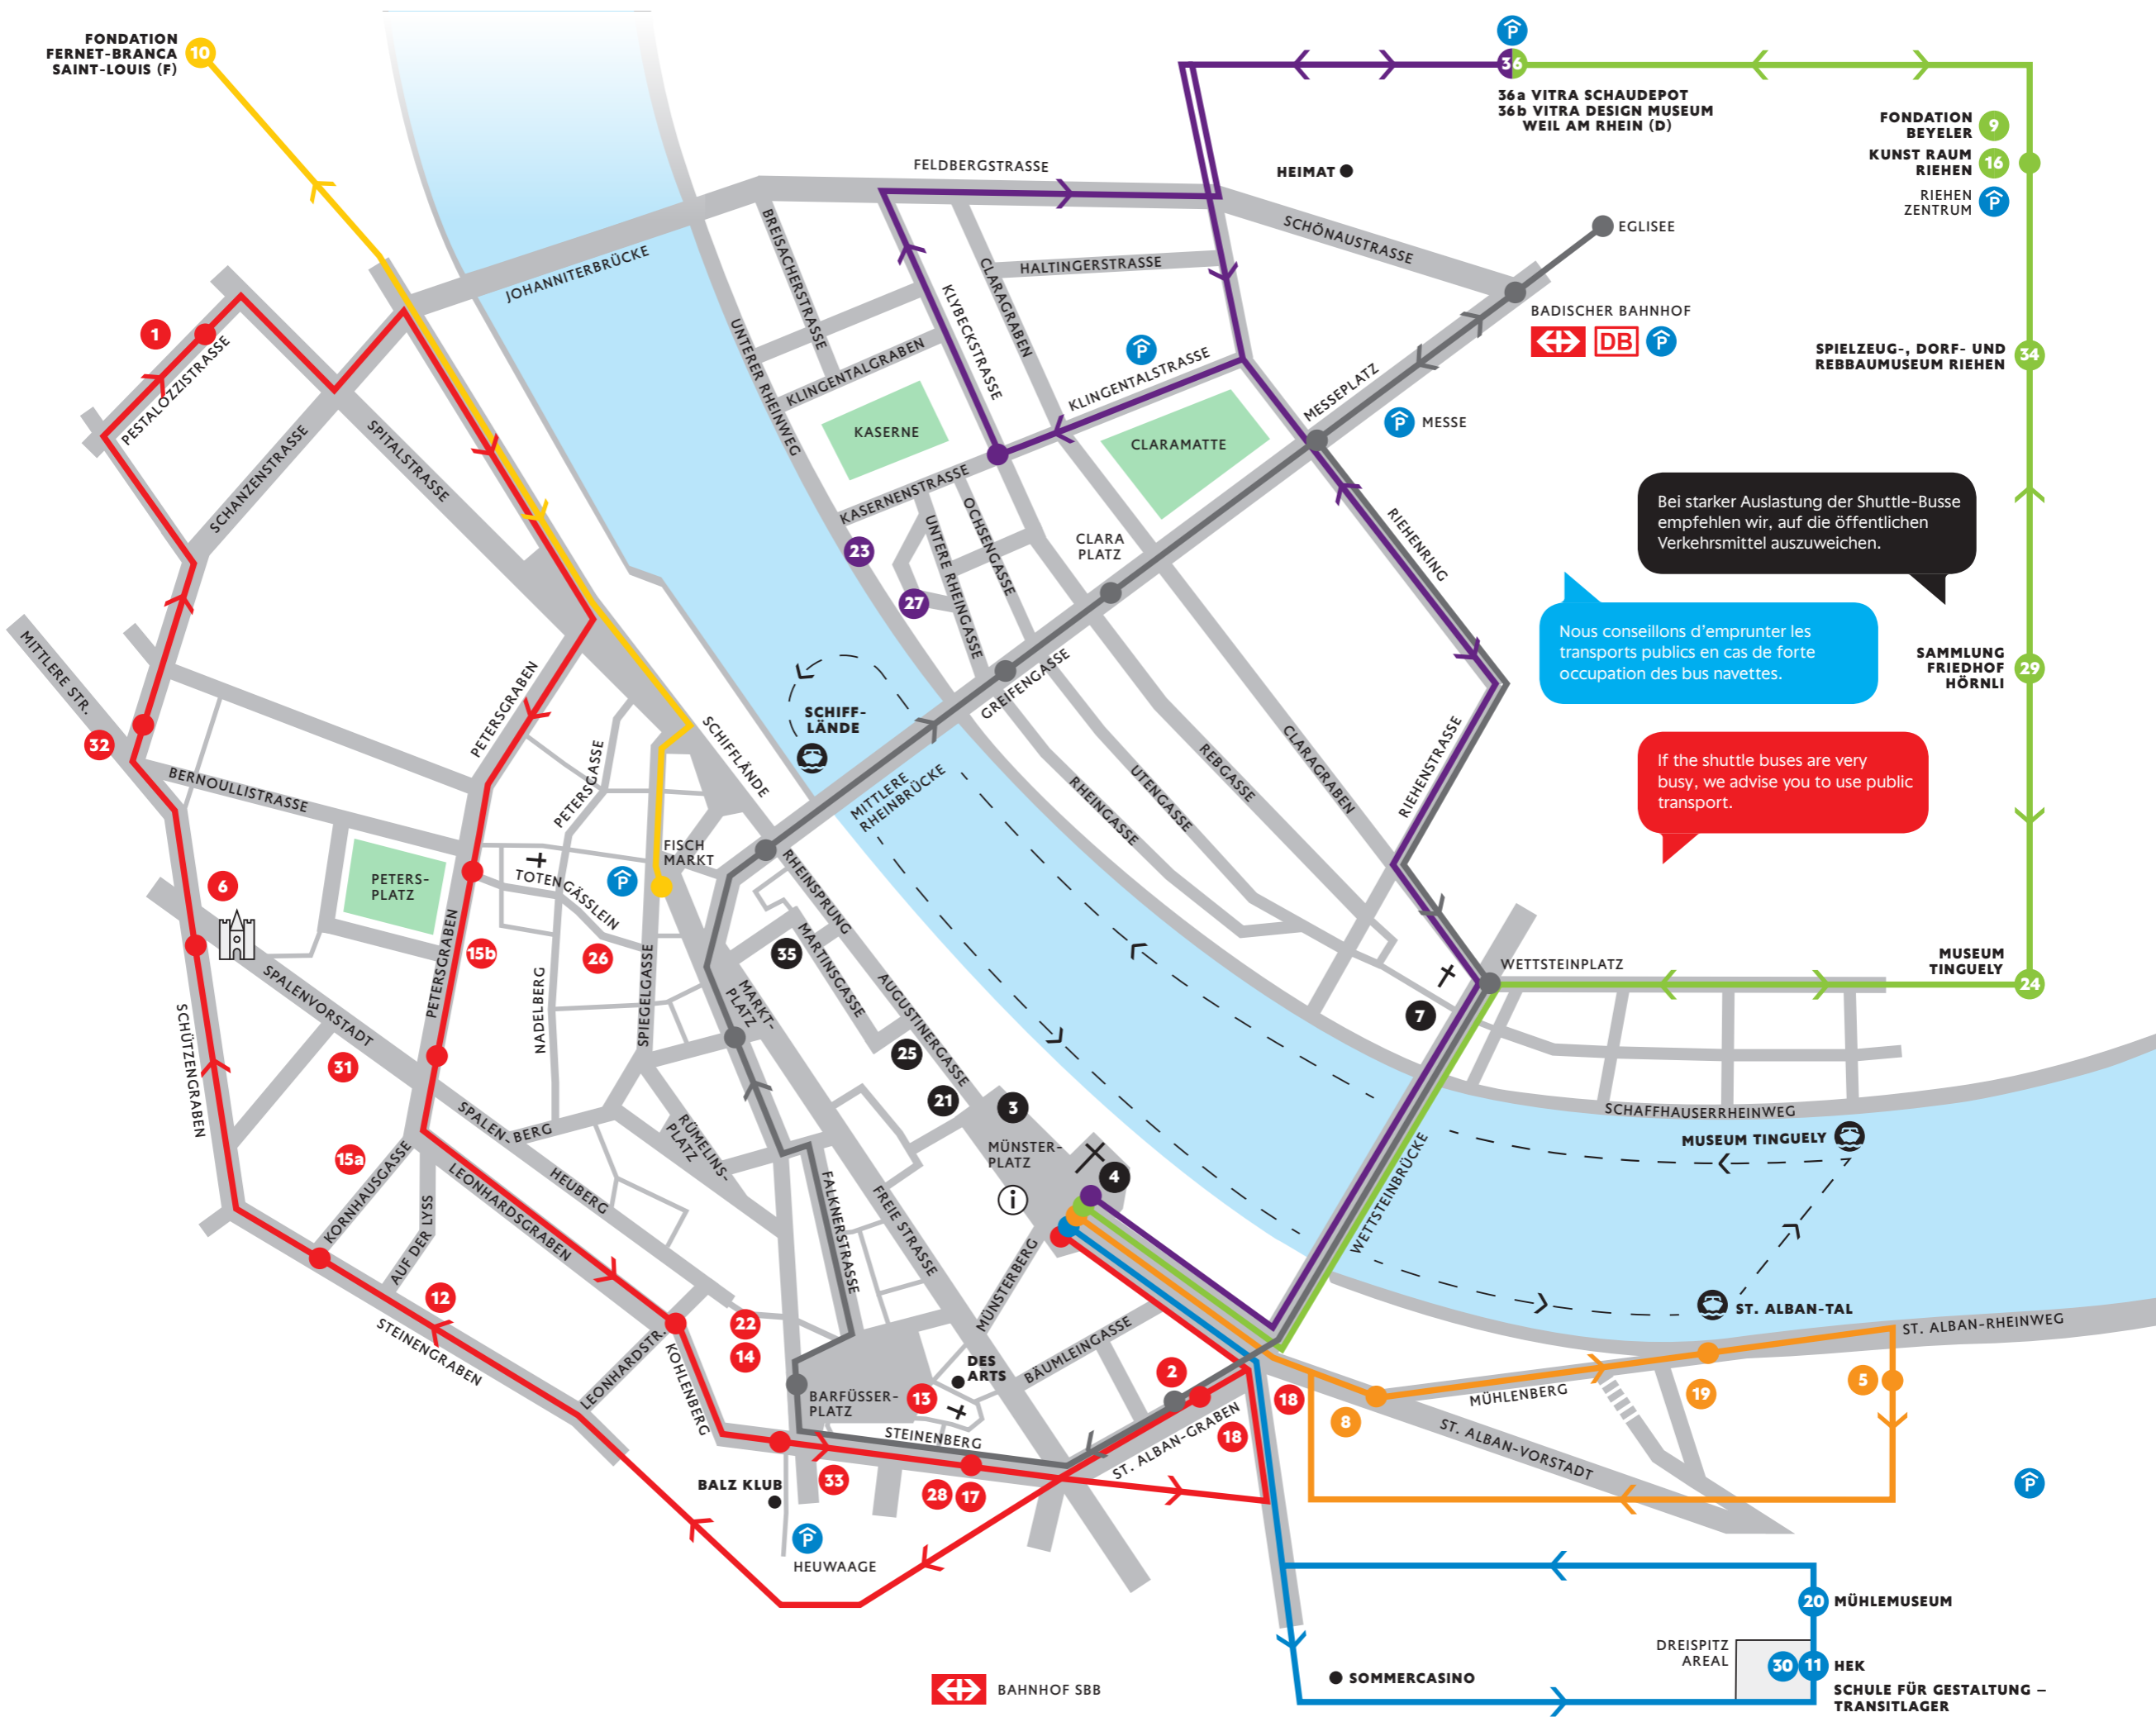 FONDATION
FERNET-BRANCA
SAINT-LOUIS (F)
10
P
36
36a VITRA SCHAUDEPOT
36b VITRA DESIGN MUSEUM
WEIL AM RHEIN (D)
FONDATION
BEYELER
9
KUNST RAUM
RIEHEN
16
RIEHEN
ZENTRUM
P
HEIMAT
FELDBERGSTRASSE
SCHÖNAUSTRASSE
EGLISEE
JOHANNITERBRÜCKE
BREISACHERSTRASSE
HALTINGERSTRASSE
CLARAGRABEN
KLYBECKSTRASSE
UNTERER RHEINWEG
KLINGENTALGRABEN
P
KLINGENTALSTRASSE
BADISCHER BAHNHOF
DB
P
1
PESTALOZZISTRASSE
SCHANZENSTRASSE
SPITALSTRASSE
KASERNE
CLARAMATTE
MESSEPLATZ
P
MESSE
SPIELZEUG-, DORF- UND
REBBAUMUSEUM RIEHEN
34
KASERNENSTRASSE
OCHSENGASSE
UNTERE RHEINGASSE
CLARA
PLATZ
RIEHENRING
23
27
Bei starker Auslastung der Shuttle-Busse
empfehlen wir, auf die öffentlichen
Verkehrsmittel auszuweichen.
Nous conseillons d'emprunter les
transports publics en cas de forte
occupation des bus navettes.
If the shuttle buses are very
busy, we advise you to use public
transport.
SAMMLUNG
FRIEDHOF
HÖRNLI
29
MITTLERE STR.
32
BERNOULLISTRASSE
PETERSGRABEN
PETERSGASSE
SCHIFFLÄNDE
SCHIFF-
LÄNDE
GREIFENGASSE
MITTLERE
RHEINBRÜCKE
RHEINGASSE
UTENGASSE
REBGASSE
CLARAGRABEN
RIEHENSTRASSE
FISCH
MARKT
P
TOTENGÄSSLEIN
PETERS-
PLATZ
6
15b
26
35
RHEINSPRUNG
MARTINSGASSE
AUGUSTINERGASSE
WETTSTEINPLATZ
MUSEUM
TINGUELY
24
7
SPALENVORSTADT
PETERSGRABEN
NADELBERG
SPIEGELGASSE
MARKT-
PLATZ
25
21
3
SCHÜTZENGRABEN
31
15a
SPALEN-BERG
RÜMELINS-
PLATZ
MÜNSTER-
PLATZ
4
i
SCHAFFHAUSERRHEINWEG
MUSEUM TINGUELY
WETTSTEINBRÜCKE
KORNHAUSGASSE
AUF DER LYSS
LEONHARDSGRABEN
HEUBERG
FALKNERSTRASSE
FREIE STRASSE
MÜNSTERBERG
ST. ALBAN-TAL
ST. ALBAN-RHEINWEG
12
STEINENGRABEN
LEONHARDSTR.
KOHLENBERG
22
14
BARFÜSSER-
PLATZ
13
DES
ARTS
BÄUMLEINGASSE
2
18
18
ST. ALBAN-GRABEN
8
MÜHLENBERG
19
5
ST. ALBAN-VORSTADT
STEINENBERG
BALZ KLUB
33
28
17
P
HEUWAAGE
P
20
MÜHLEMUSEUM
DREISPITZ
AREAL
30
11
HEK
SCHULE FÜR GESTALTUNG –
TRANSITLAGER
SOMMERCASINO
BAHNHOF SBB